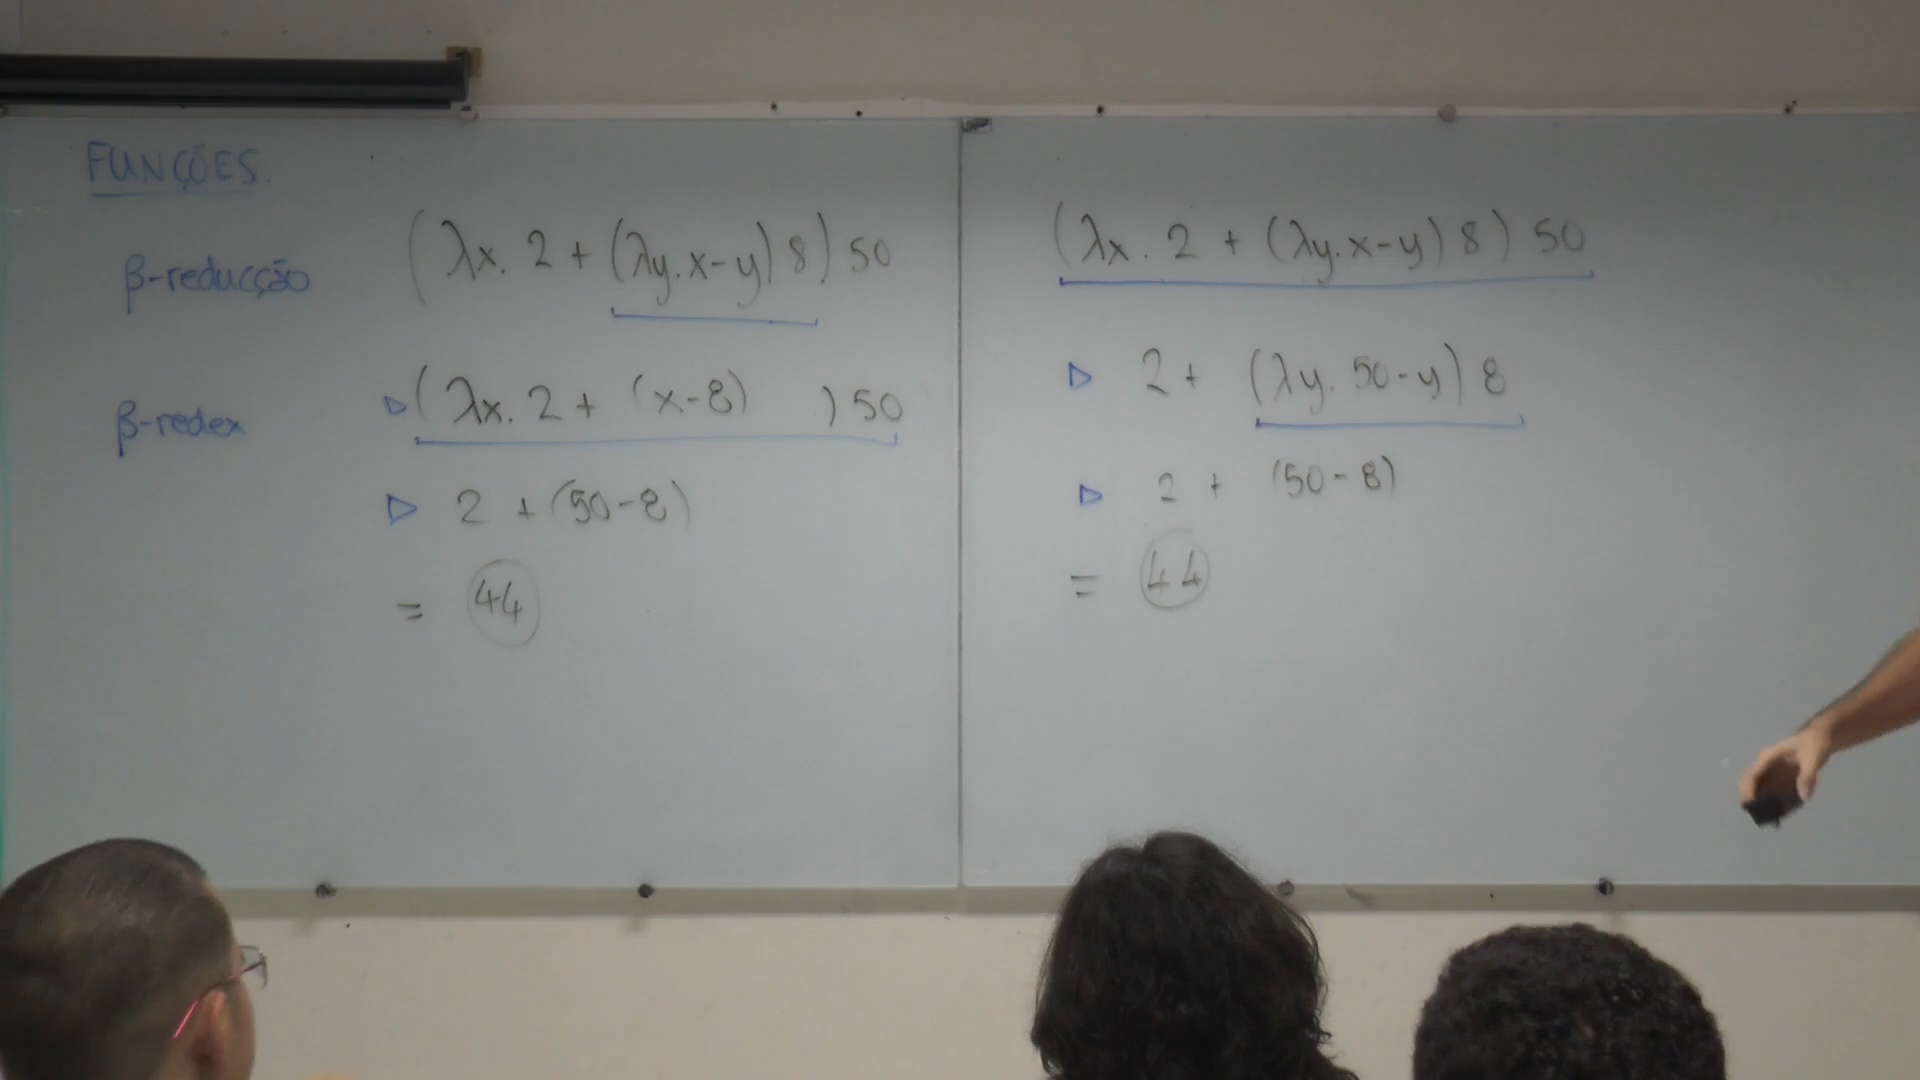 FUNÇÕES.
β-reducção
β-redex
(λx. 2 + (λy. x-y) 8) 50
▷ (λx. 2 + (x-8) ) 50
▷ 2 + (50-8)
= 44
(λx. 2 + (λy. x-y) 8) 50
▷ 2 + (λy. 50-y) 8
▷ 2 + (50-8)
= 44